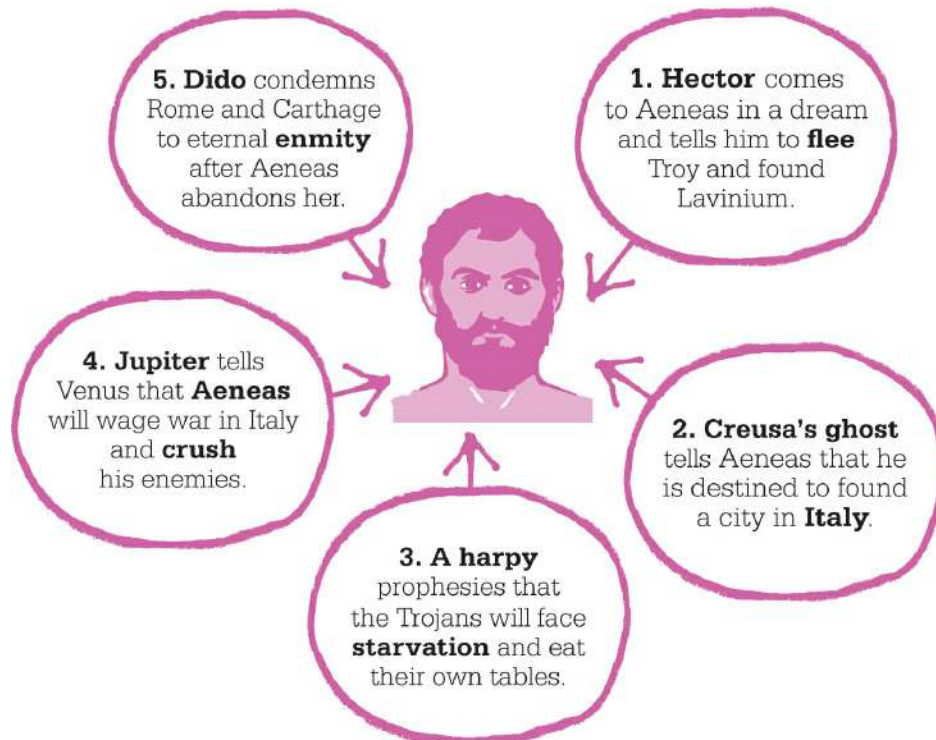 5. Dido condemns
Rome and Carthage
to eternal enmity
after Aeneas
abandons her.
1. Hector comes
to Aeneas in a dream
and tells him to flee
Troy and found
Lavinium.
4. Jupiter tells
Venus that Aeneas
will wage war in Italy
and crush
his enemies.
2. Creusa's ghost
tells Aeneas that he
is destined to found
a city in Italy.
3. A harpy
prophesies that
the Trojans will face
starvation and eat
their own tables.